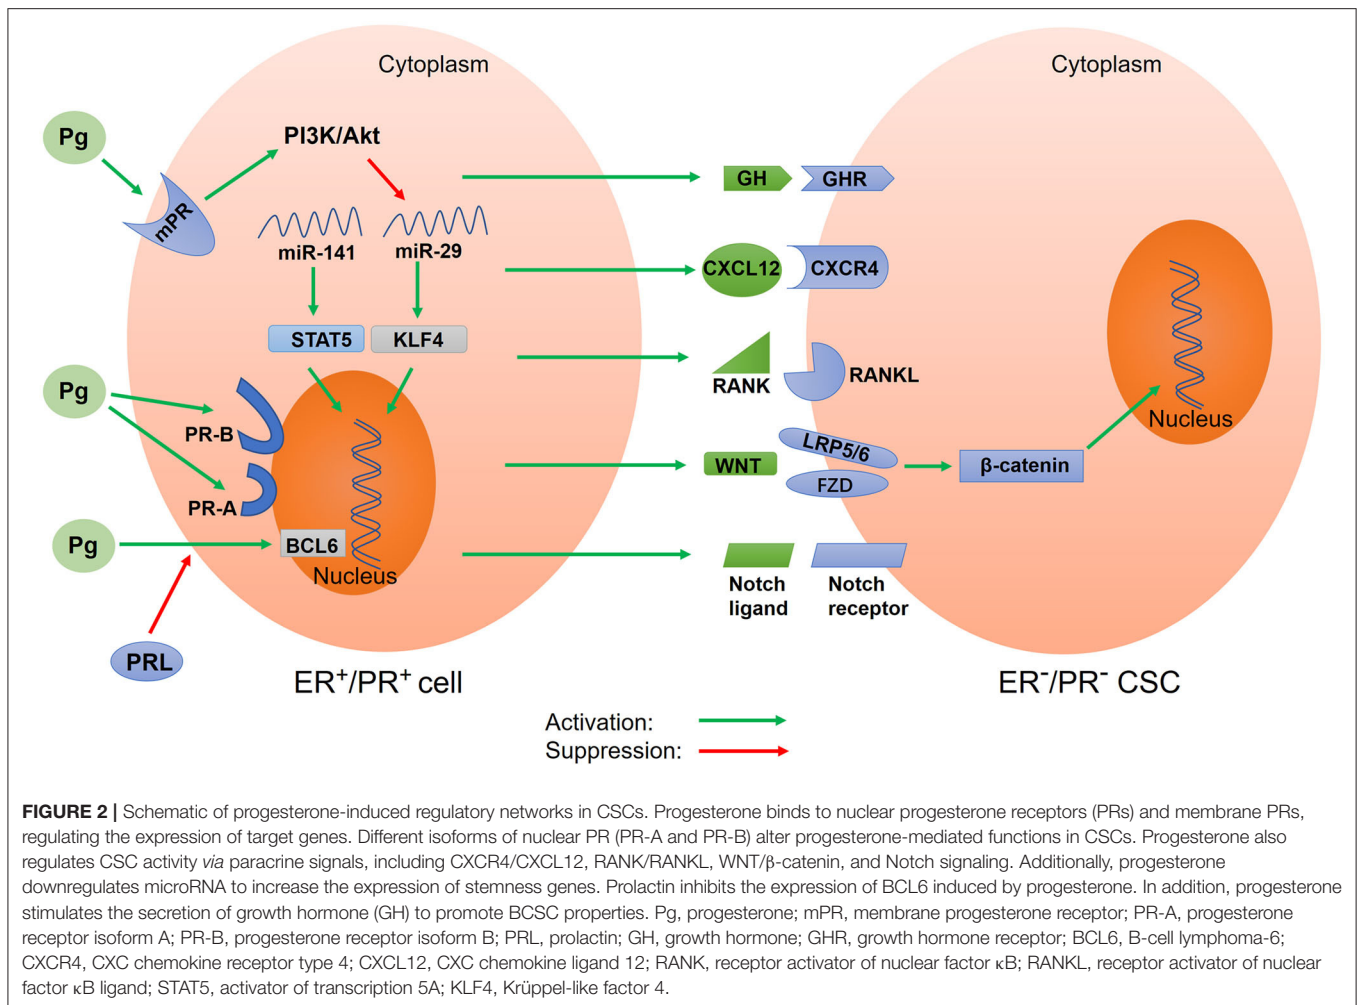 Cytoplasm
Cytoplasm
Pg
PI3K/Akt
mPR
GH
GHR
miR-141
miR-29
CXCL12
CXCR4
STAT5
KLF4
RANK
RANKL
Pg
PR-B
Nucleus
PR-A
WNT
LRP5/6
FZD
β-catenin
Pg
BCL6
Nucleus
Notch
ligand
Notch
receptor
PRL
ER⁺/PR⁺ cell
ER⁻/PR⁻ CSC
Activation:
Suppression:
FIGURE 2 | Schematic of progesterone-induced regulatory networks in CSCs. Progesterone binds to nuclear progesterone receptors (PRs) and membrane PRs,
regulating the expression of target genes. Different isoforms of nuclear PR (PR-A and PR-B) alter progesterone-mediated functions in CSCs. Progesterone also
regulates CSC activity via paracrine signals, including CXCR4/CXCL12, RANK/RANKL, WNT/β-catenin, and Notch signaling. Additionally, progesterone
downregulates microRNA to increase the expression of stemness genes. Prolactin inhibits the expression of BCL6 induced by progesterone. In addition, progesterone
stimulates the secretion of growth hormone (GH) to promote BCSC properties. Pg, progesterone; mPR, membrane progesterone receptor; PR-A, progesterone
receptor isoform A; PR-B, progesterone receptor isoform B; PRL, prolactin; GH, growth hormone; GHR, growth hormone receptor; BCL6, B-cell lymphoma-6;
CXCR4, CXC chemokine receptor type 4; CXCL12, CXC chemokine ligand 12; RANK, receptor activator of nuclear factor κB; RANKL, receptor activator of nuclear
factor κB ligand; STAT5, activator of transcription 5A; KLF4, Krüppel-like factor 4.